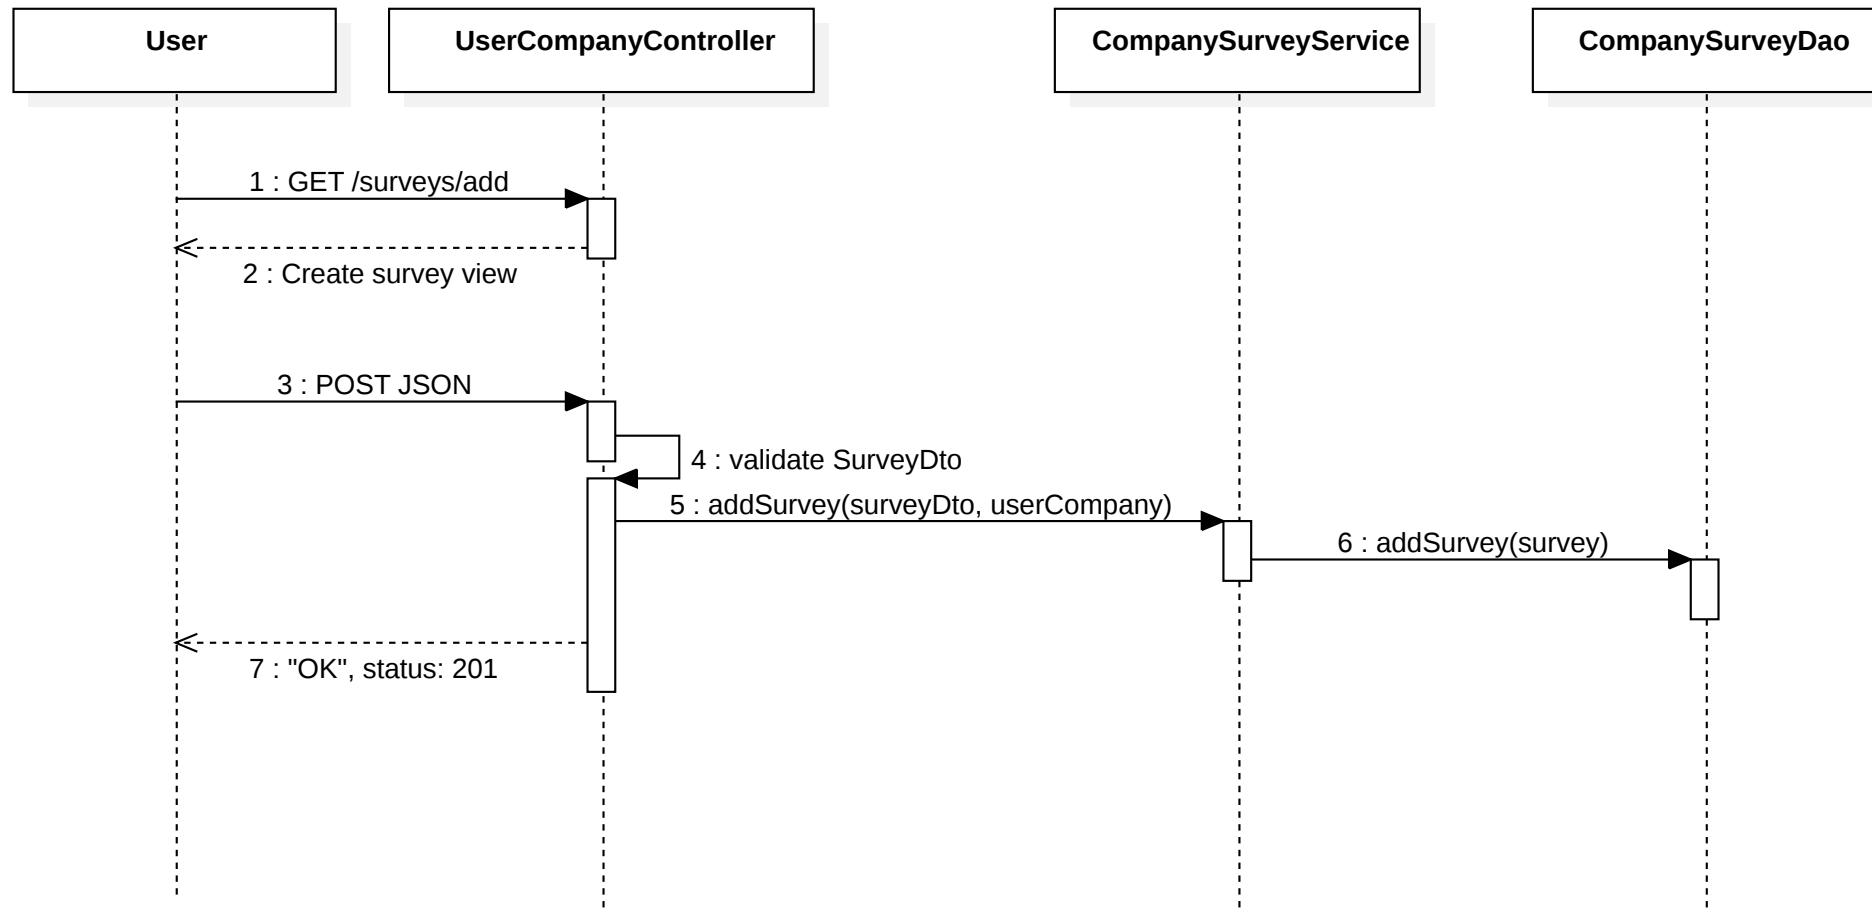 User
UserCompanyController
CompanySurveyService
CompanySurveyDao
1 : GET /surveys/add
2 : Create survey view
3 : POST JSON
4 : validate SurveyDto
5 : addSurvey(surveyDto, userCompany)
6 : addSurvey(survey)
7 : "OK", status: 201